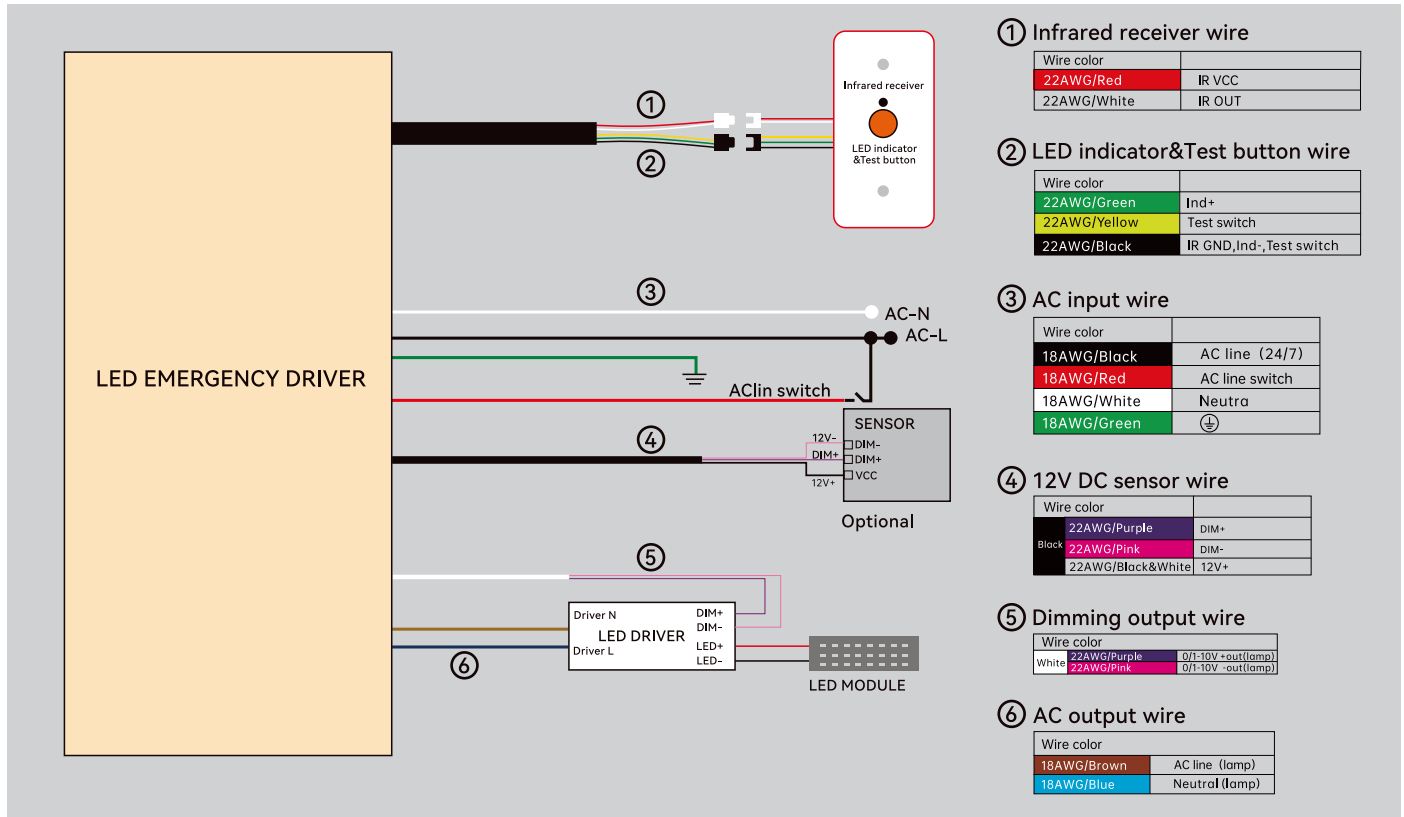 LED EMERGENCY DRIVER
①
②
Infrared receiver
LED indicator
&Test button
③
AC-N
AC-L
AClin switch
④
12V-
DIM+
12V+
SENSOR
DIM-
DIM+
VCC
Optional
⑤
Driver N
LED DRIVER
Driver L
DIM+
DIM-
LED+
LED-
⑥
LED MODULE
① Infrared receiver wire
Wire color
22AWG/Red IR VCC
22AWG/White IR OUT
② LED indicator&Test button wire
Wire color
22AWG/Green Ind+
22AWG/Yellow Test switch
22AWG/Black IR GND,Ind-,Test switch
③ AC input wire
Wire color
18AWG/Black AC line (24/7)
18AWG/Red AC line switch
18AWG/White Neutra
18AWG/Green
④ 12V DC sensor wire
Wire color
Black
22AWG/Purple DIM+
22AWG/Pink DIM-
22AWG/Black&White 12V+
⑤ Dimming output wire
Wire color
White
22AWG/Purple 0/1-10V +out(lamp)
22AWG/Pink 0/1-10V -out(lamp)
⑥ AC output wire
Wire color
18AWG/Brown AC line (lamp)
18AWG/Blue Neutral (lamp)